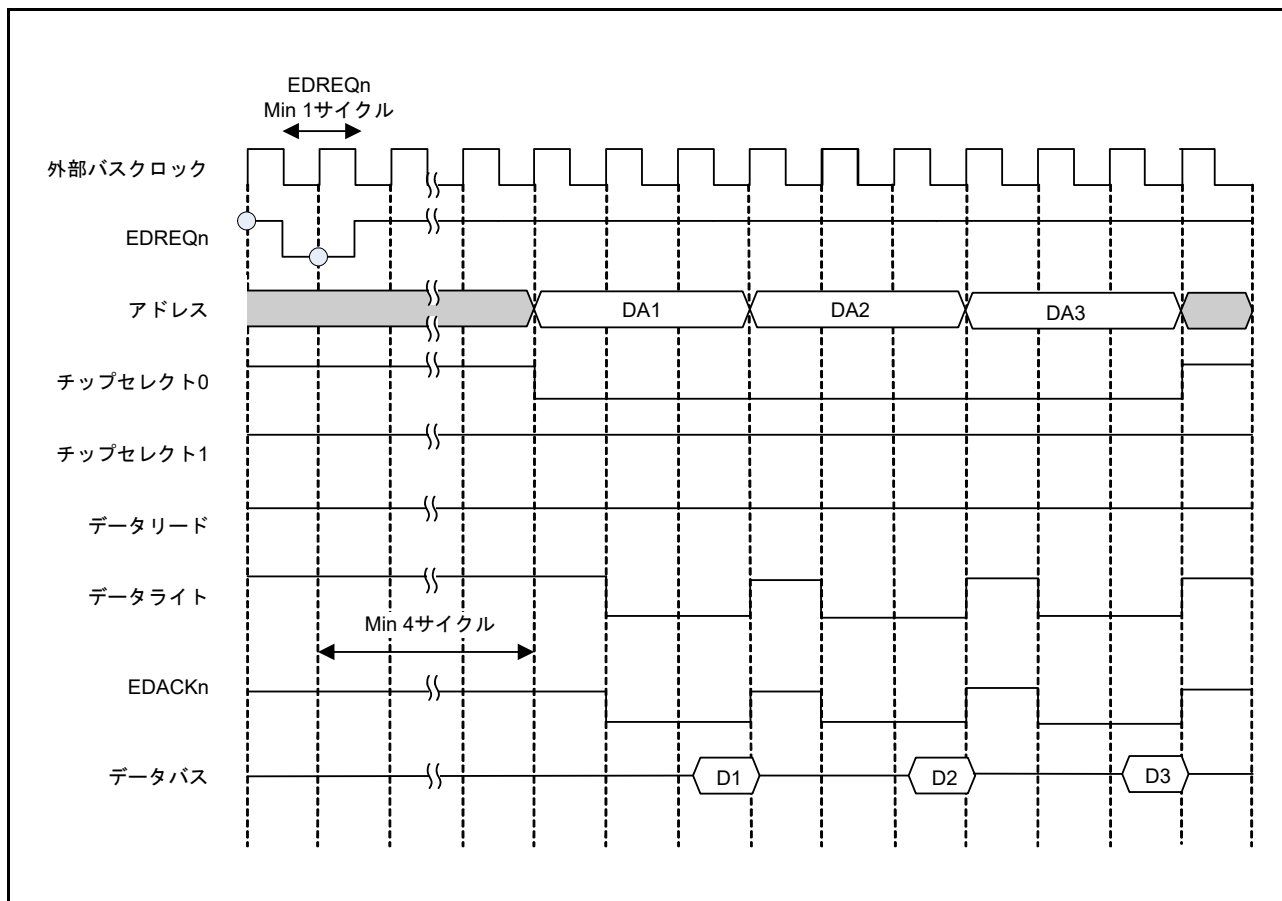 EDREQn
Min 1サイクル
外部バスクロック
EDREQn
アドレス
DA1
DA2
DA3
チップセレクト0
チップセレクト1
データリード
データライト
Min 4サイクル
EDACKn
データバス
D1
D2
D3